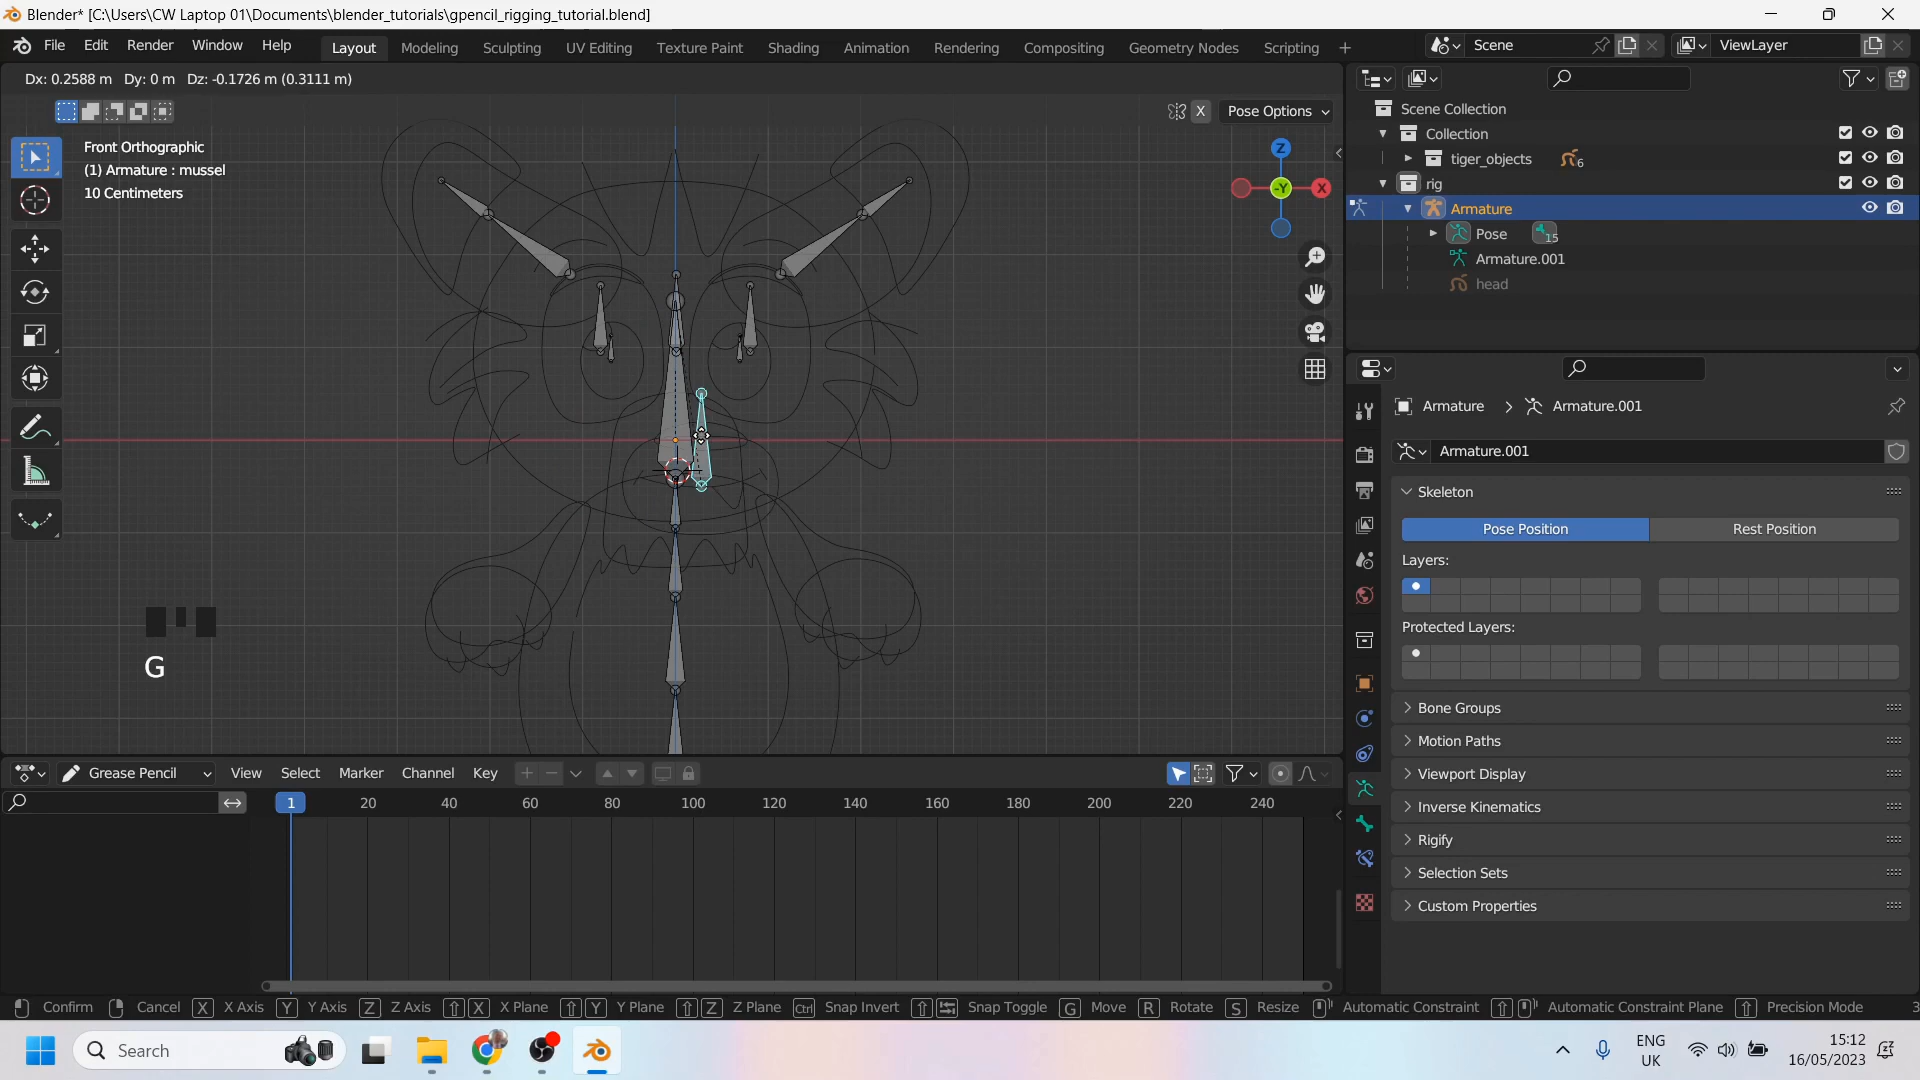 Blender* [C:\Users\CW Laptop 01\Documents\blender_tutorials\gpencil_rigging_tutorial.blend]
File Edit Render Window Help Layout Modeling Sculpting UV Editing Texture Paint Shading Animation Rendering Compositing Geometry Nodes Scripting + Scene ViewLayer
Dx: 0.2588 m Dy: 0 m Dz: -0.1726 m (0.3111 m)
X Pose Options
Front Orthographic
(1) Armature : mussel
10 Centimeters
Z
-Y
X
G
Scene Collection
Collection
tiger_objects 6
rig
Armature
Pose 15
Armature.001
head
Armature > Armature.001
Armature.001
Skeleton
Pose Position Rest Position
Layers:
Protected Layers:
Bone Groups
Motion Paths
Viewport Display
Inverse Kinematics
Rigify
Selection Sets
Custom Properties
Grease Pencil View Select Marker Channel Key
1 20 40 60 80 100 120 140 160 180 200 220 240
Confirm Cancel X X Axis Y Y Axis Z Z Axis X X Plane Y Y Plane Z Z Plane Ctrl Snap Invert Snap Toggle G Move R Rotate S Resize Automatic Constraint Automatic Constraint Plane Precision Mode
Search
ENG
UK
15:12
16/05/2023